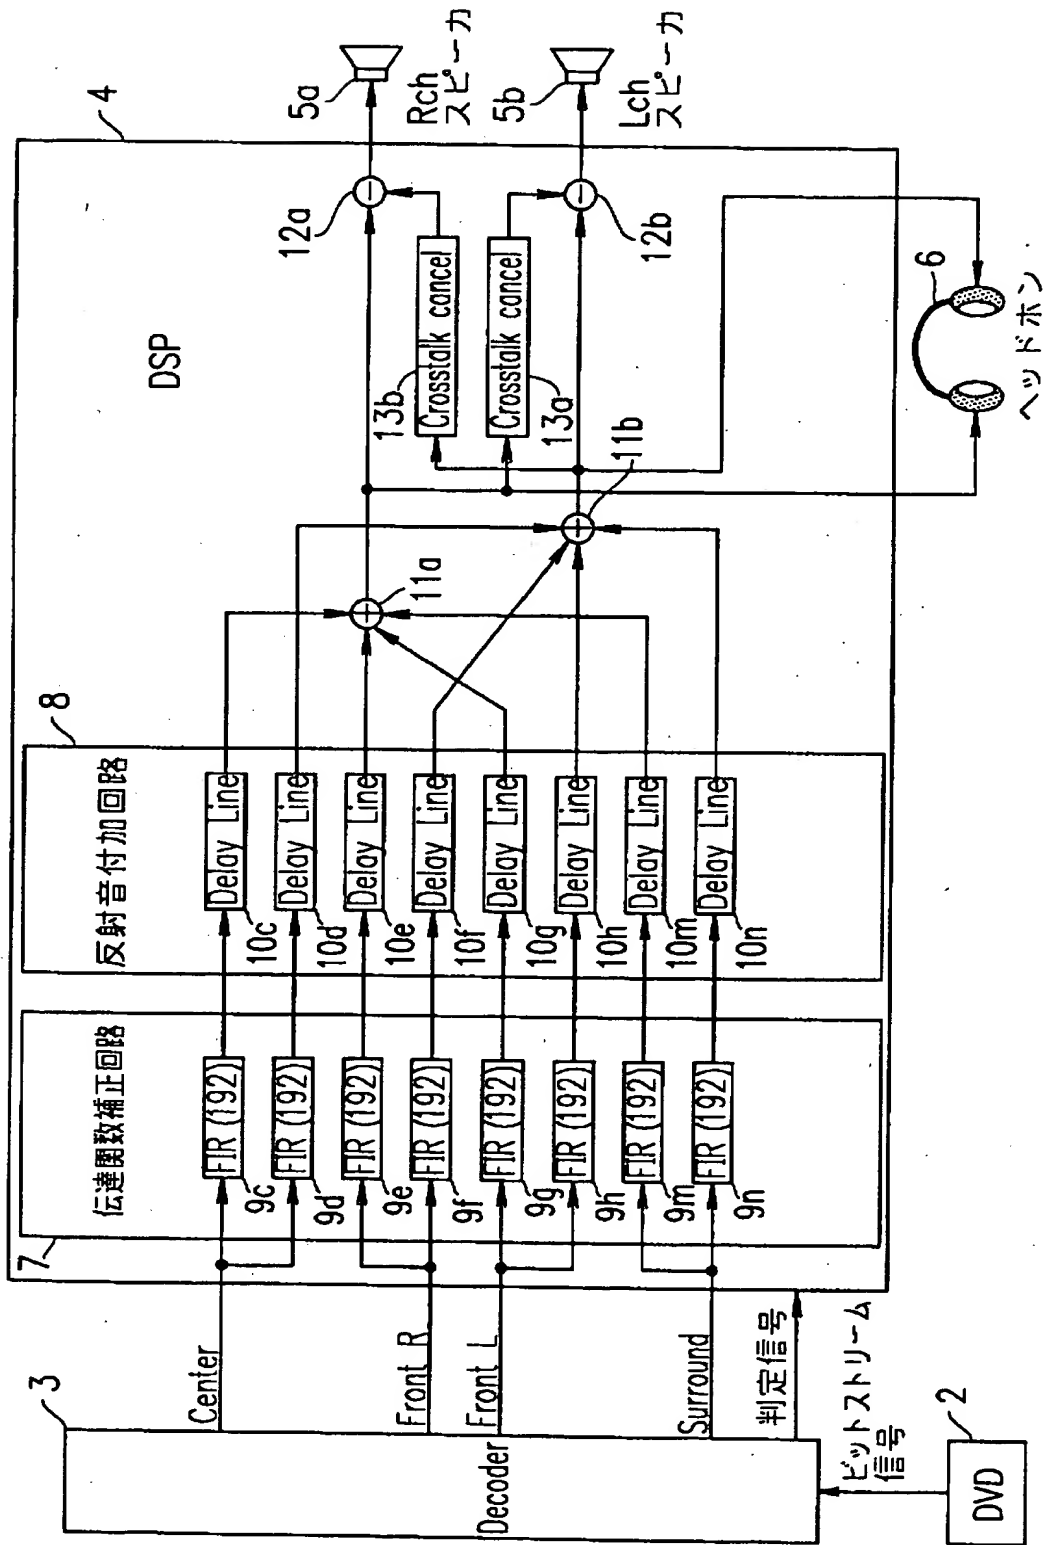 DVD
2
ビットストリーム
信号
Decoder
3
Center
Front R
Front L
Surround
判定信号
DSP
4
伝達関数補正回路
7
FIR (192)
9c
FIR (192)
9d
FIR (192)
9e
FIR (192)
9f
FIR (192)
9g
FIR (192)
9h
FIR (192)
9m
FIR (192)
9n
反射音付加回路
8
Delay Line
10c
Delay Line
10d
Delay Line
10e
Delay Line
10f
Delay Line
10g
Delay Line
10h
Delay Line
10m
Delay Line
10n
11a
11b
Crosstalk cancel
13b
Crosstalk cancel
13a
12a
12b
5a
Rch
スピーカ
5b
Lch
スピーカ
6
ヘッドホン